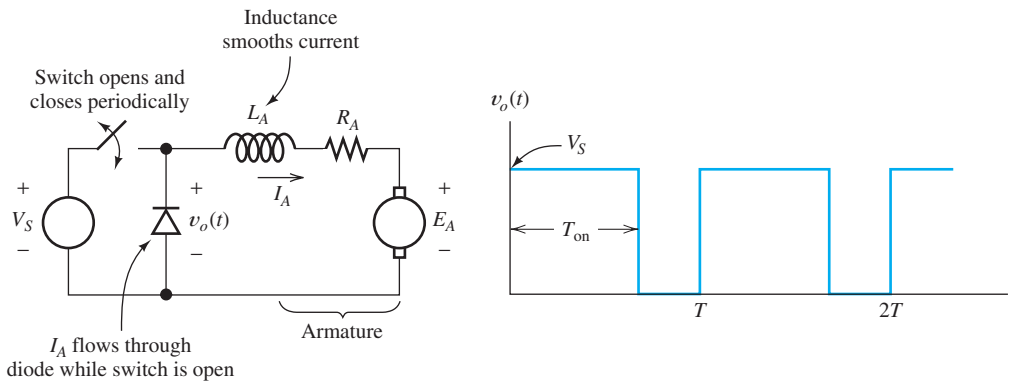 Inductance
smooths current
Switch opens and
closes periodically
L_A
R_A
I_A
+
V_S
−
+
v_o(t)
−
+
E_A
−
Armature
I_A flows through
diode while switch is open
v_o(t)
V_S
T_on
T
2T